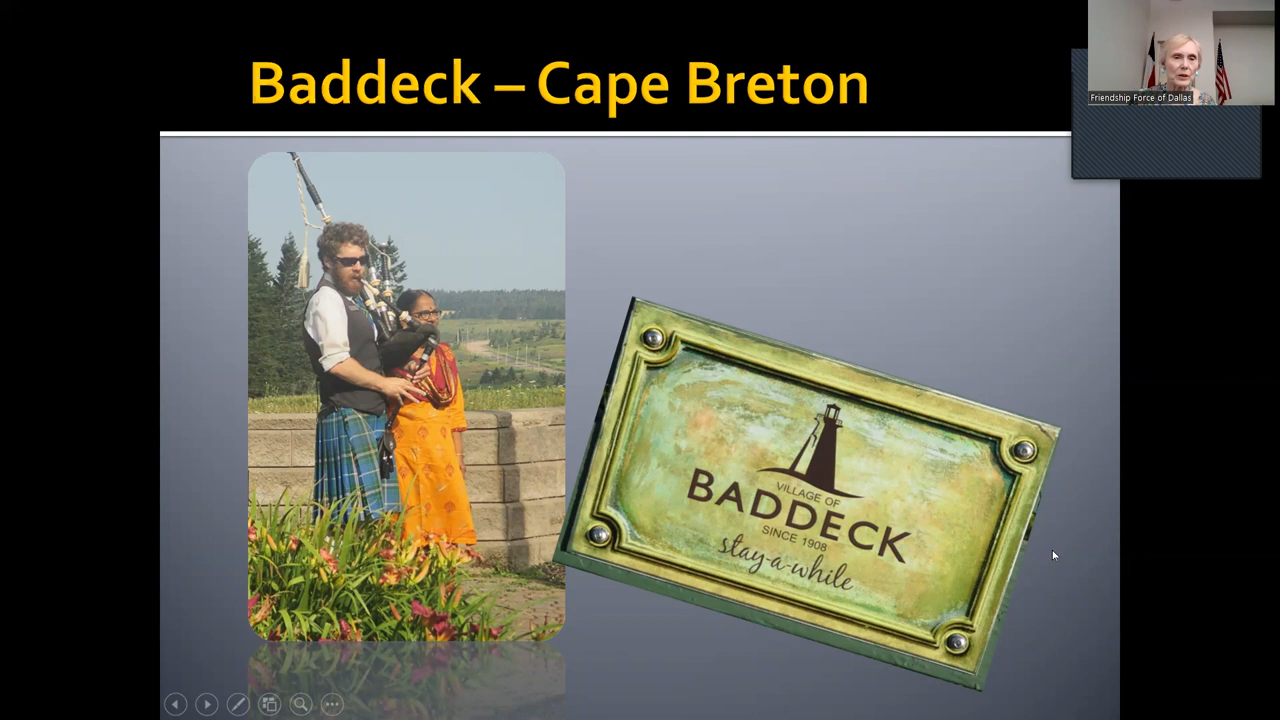 Baddeck – Cape Breton
Friendship Force of Dallas
VILLAGE OF
BADDECK
SINCE 1908
stay-a-while